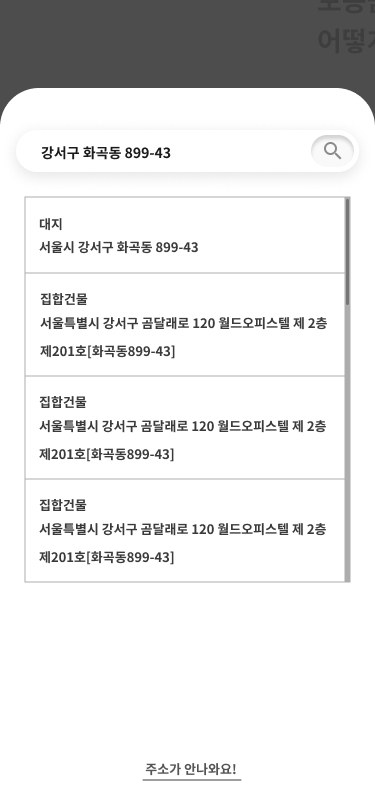 어떻게
강서구 화곡동 899-43
대지
서울시 강서구 화곡동 899-43
집합건물
서울특별시 강서구 곰달래로 120 월드오피스텔 제 2층
제201호[화곡동899-43]
집합건물
서울특별시 강서구 곰달래로 120 월드오피스텔 제 2층
제201호[화곡동899-43]
집합건물
서울특별시 강서구 곰달래로 120 월드오피스텔 제 2층
제201호[화곡동899-43]
주소가 안나와요!